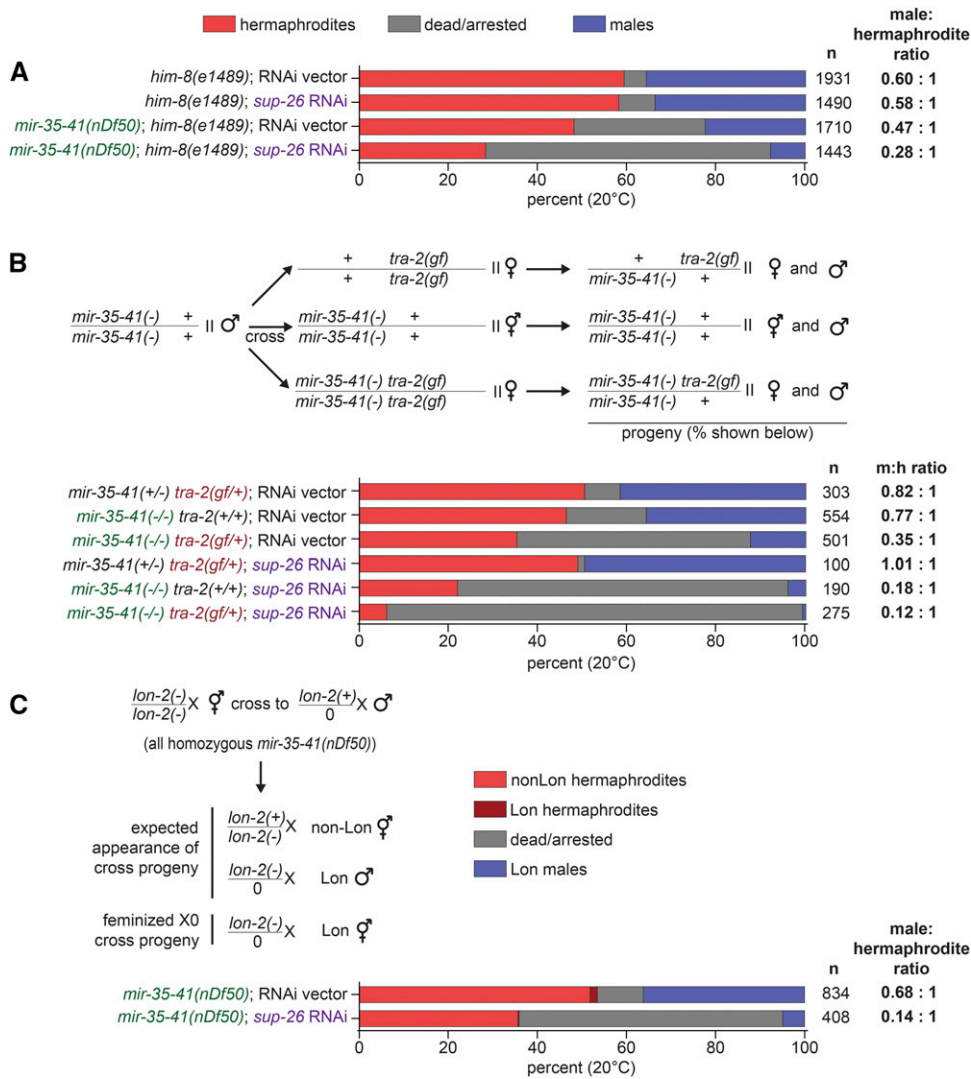 hermaphrodites dead/arrested males
n male: hermaphrodite ratio
A
him-8(e1489); RNAi vector 1931 0.60 : 1
him-8(e1489); sup-26 RNAi 1490 0.58 : 1
mir-35-41(nDf50); him-8(e1489); RNAi vector 1710 0.47 : 1
mir-35-41(nDf50); him-8(e1489); sup-26 RNAi 1443 0.28 : 1
0 20 40 60 80 100
percent (20°C)
B
+ tra-2(gf) II ♀ + tra-2(gf) II ♀ and ♂
+ tra-2(gf) mir-35-41(-) +
mir-35-41(-) + II ♂ cross mir-35-41(-) + II ⚥ mir-35-41(-) + II ⚥ and ♂
mir-35-41(-) + mir-35-41(-) + mir-35-41(-) +
mir-35-41(-) tra-2(gf) II ♀ mir-35-41(-) tra-2(gf) II ♀ and ♂
mir-35-41(-) tra-2(gf) mir-35-41(-) +
progeny (% shown below)
n m:h ratio
mir-35-41(+/-) tra-2(gf/+); RNAi vector 303 0.82 : 1
mir-35-41(-/-) tra-2(+/+); RNAi vector 554 0.77 : 1
mir-35-41(-/-) tra-2(gf/+); RNAi vector 501 0.35 : 1
mir-35-41(+/-) tra-2(gf/+); sup-26 RNAi 100 1.01 : 1
mir-35-41(-/-) tra-2(+/+); sup-26 RNAi 190 0.18 : 1
mir-35-41(-/-) tra-2(gf/+); sup-26 RNAi 275 0.12 : 1
0 20 40 60 80 100
percent (20°C)
C
lon-2(-) X ⚥ cross to lon-2(+) X ♂
lon-2(-) 0
(all homozygous mir-35-41(nDf50))
expected appearance of cross progeny
lon-2(+) X non-Lon ⚥
lon-2(-)
lon-2(-) X Lon ♂
0
feminized X0 cross progeny
lon-2(-) X Lon ⚥
0
nonLon hermaphrodites
Lon hermaphrodites
dead/arrested
Lon males
n male: hermaphrodite ratio
mir-35-41(nDf50); RNAi vector 834 0.68 : 1
mir-35-41(nDf50); sup-26 RNAi 408 0.14 : 1
0 20 40 60 80 100
percent (20°C)